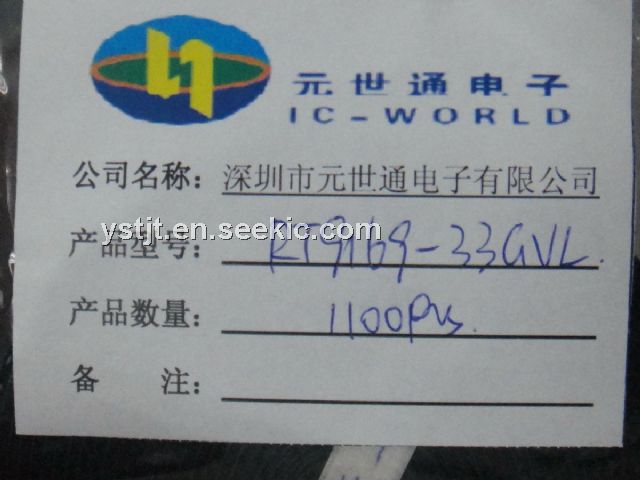 元世通电子
IC-WORLD
公司名称：深圳市元世通电子有限公司
ystjt.en.seekic.com
产品型号：RT9169-33GVL
产品数量：1100pcs.
备 注：